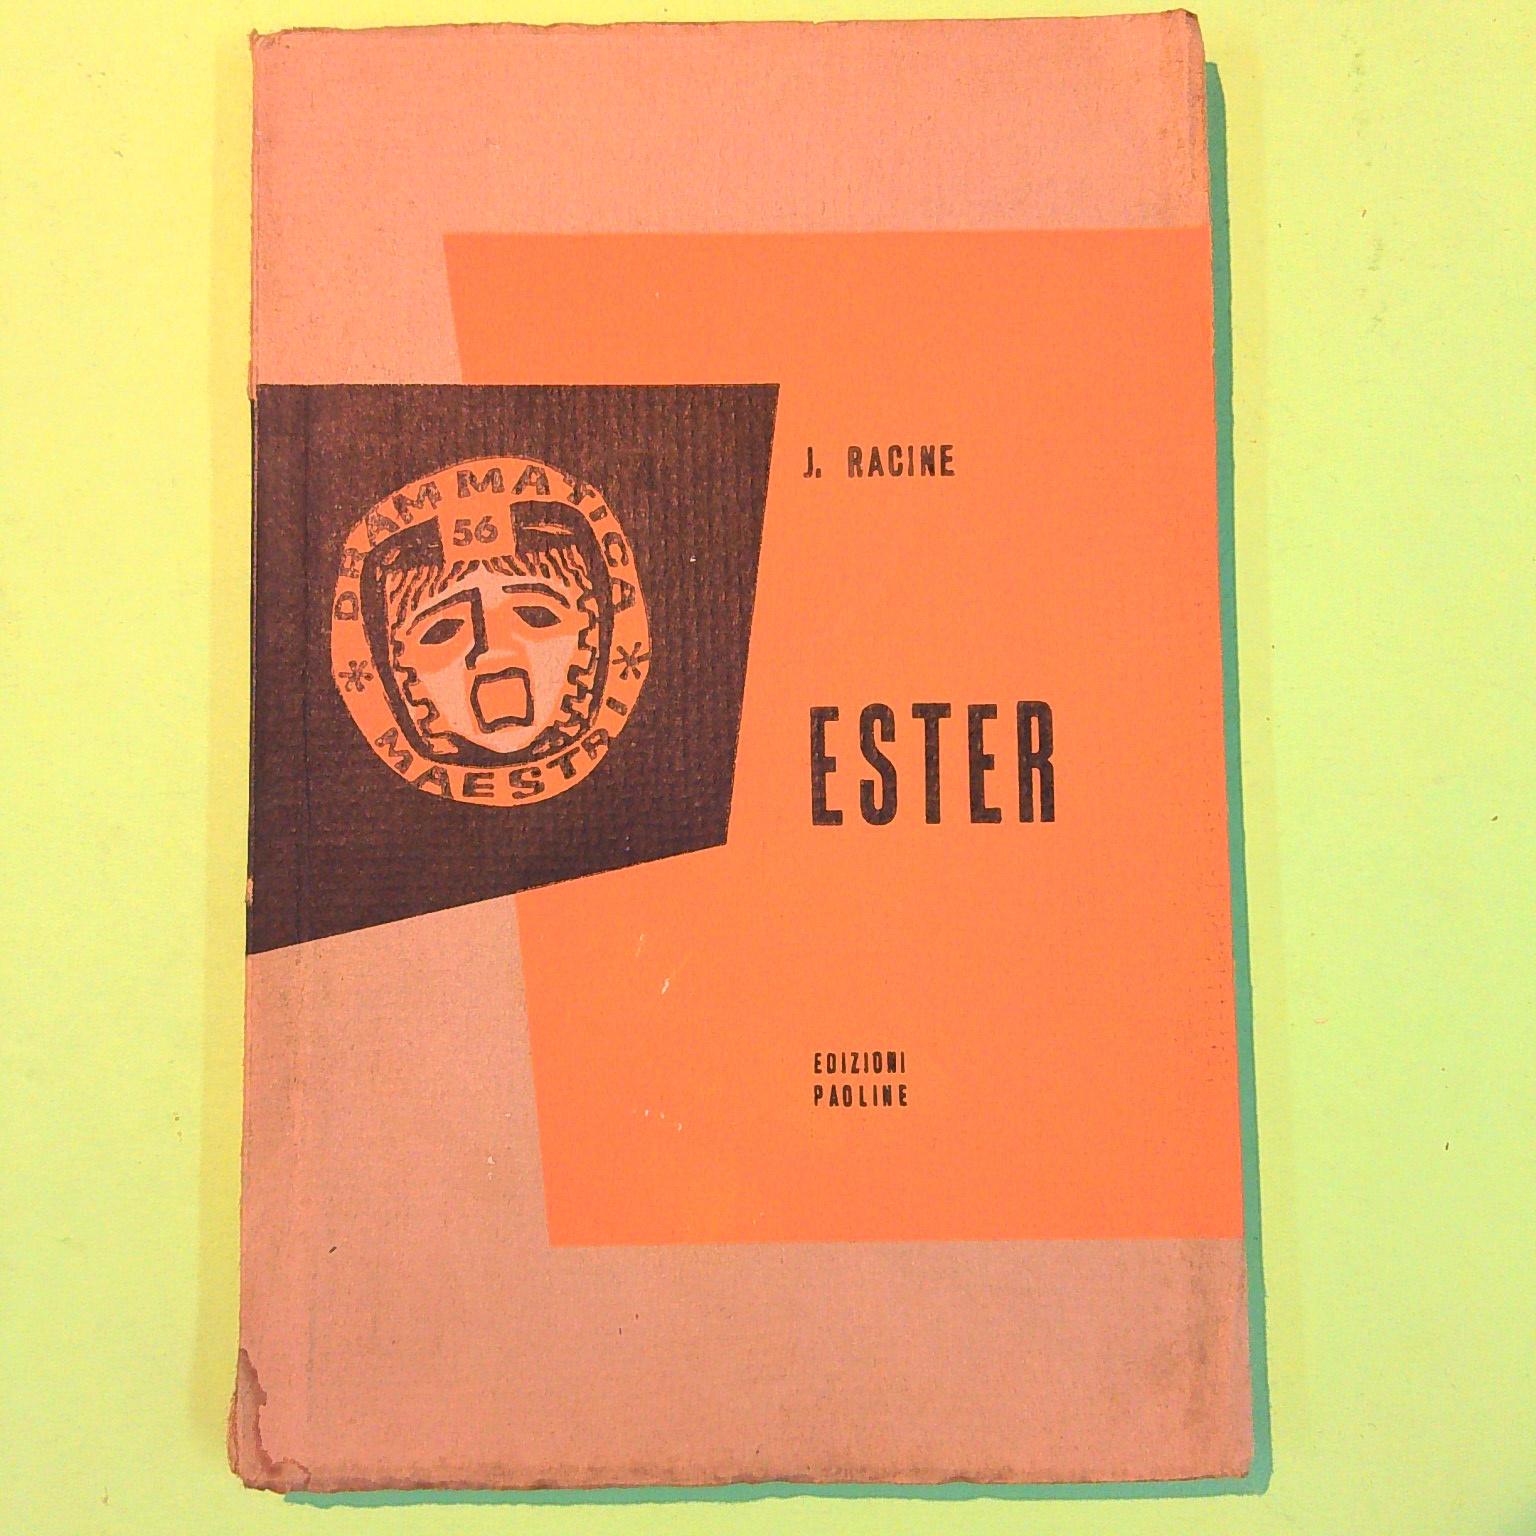 DRAMMATICA
56
* MAESTRI *
J. RACINE
ESTER
EDIZIONI
PAOLINE